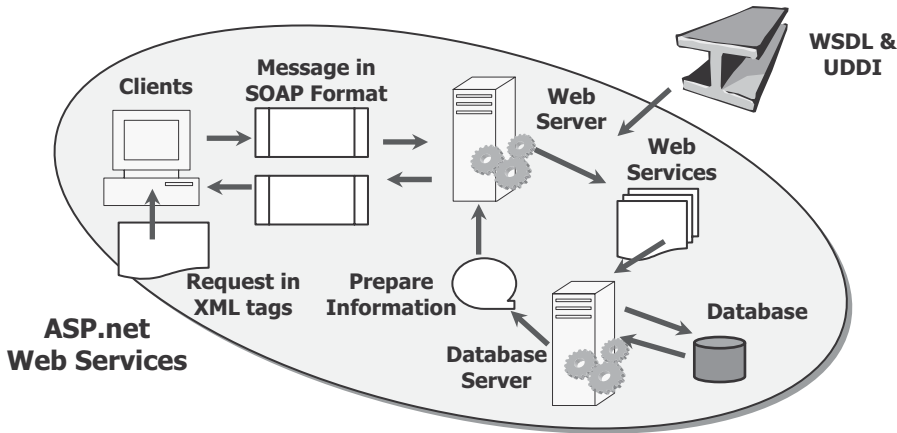 WSDL &
UDDI
Clients
Message in
SOAP Format
Web
Server
Web
Services
Request in
XML tags
Prepare
Information
Database
ASP.net
Web Services
Database
Server